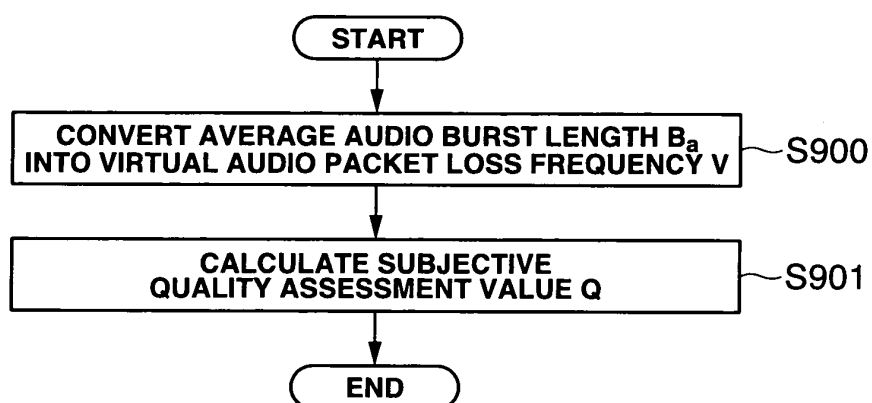 START
CONVERT AVERAGE AUDIO BURST LENGTH Ba
INTO VIRTUAL AUDIO PACKET LOSS FREQUENCY V
S900
CALCULATE SUBJECTIVE
QUALITY ASSESSMENT VALUE Q
S901
END